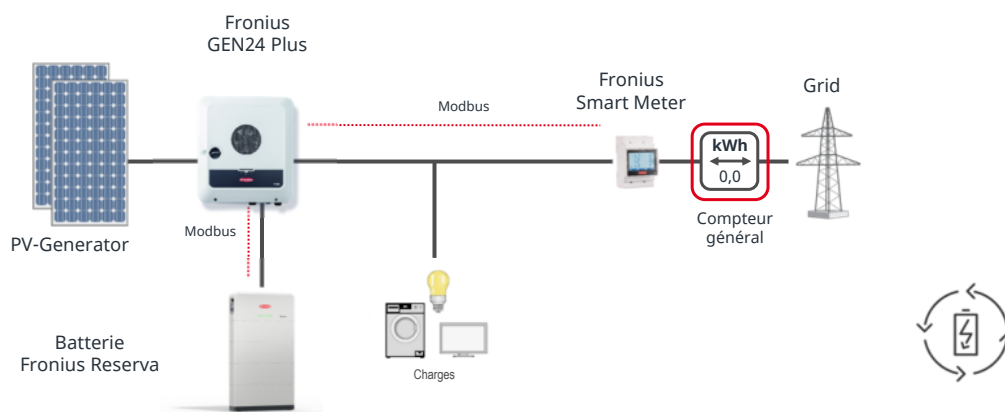 Fronius
GEN24 Plus
Fronius
Smart Meter
Grid
Modbus
kWh
0,0
PV-Generator
Modbus
Compteur
général
Batterie
Fronius Reserva
Charges